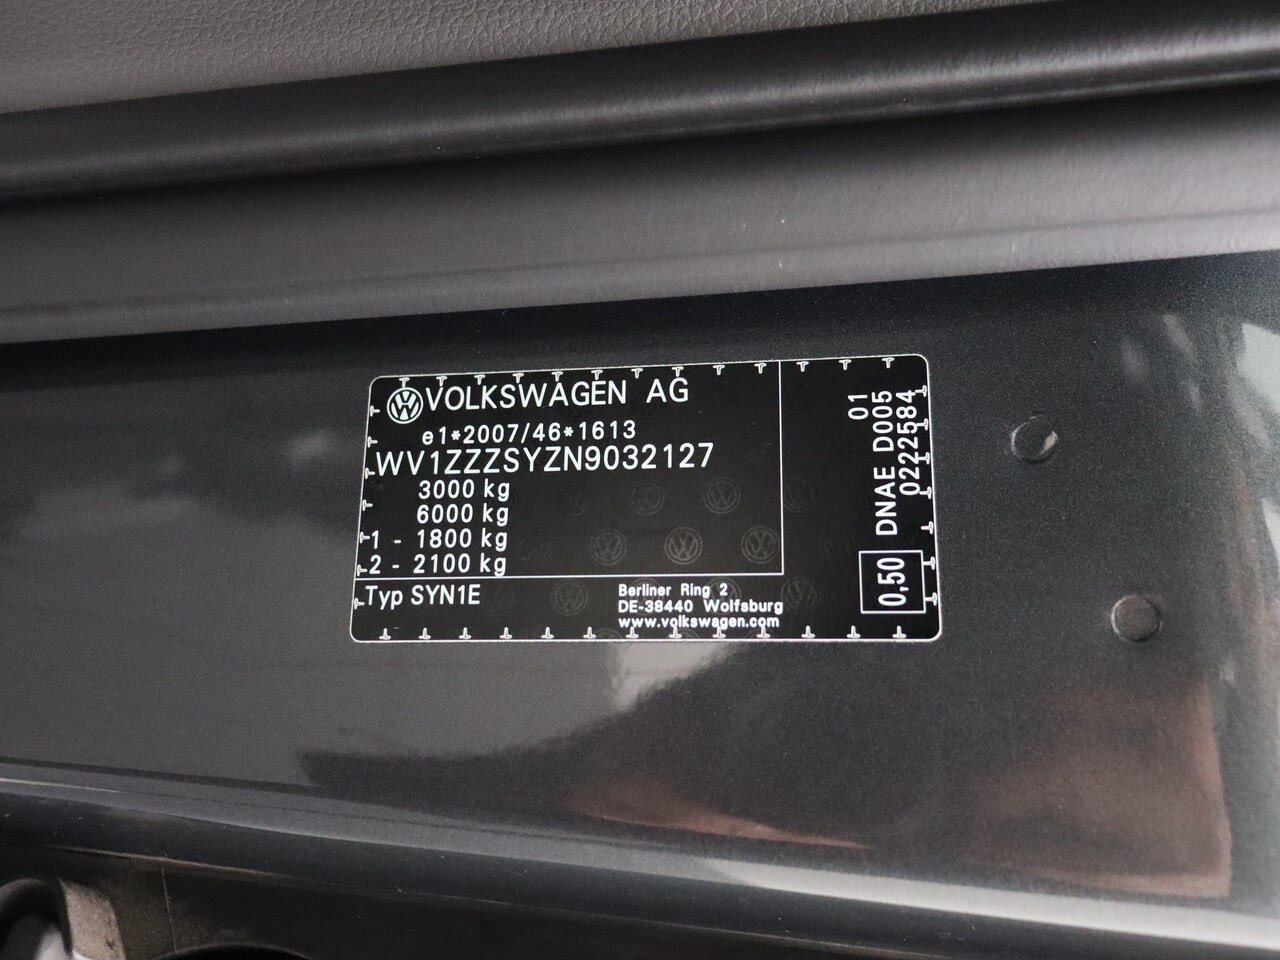 VOLKSWAGEN AG
e1*2007/46*1613
WV1ZZZSYZN9032127
3000 kg
6000 kg
1 - 1800 kg
2 - 2100 kg
Typ SYN1E
Berliner Ring 2
DE-38440 Wolfsburg
www.volkswagen.com
01
DNAE D005
0222584
0,50